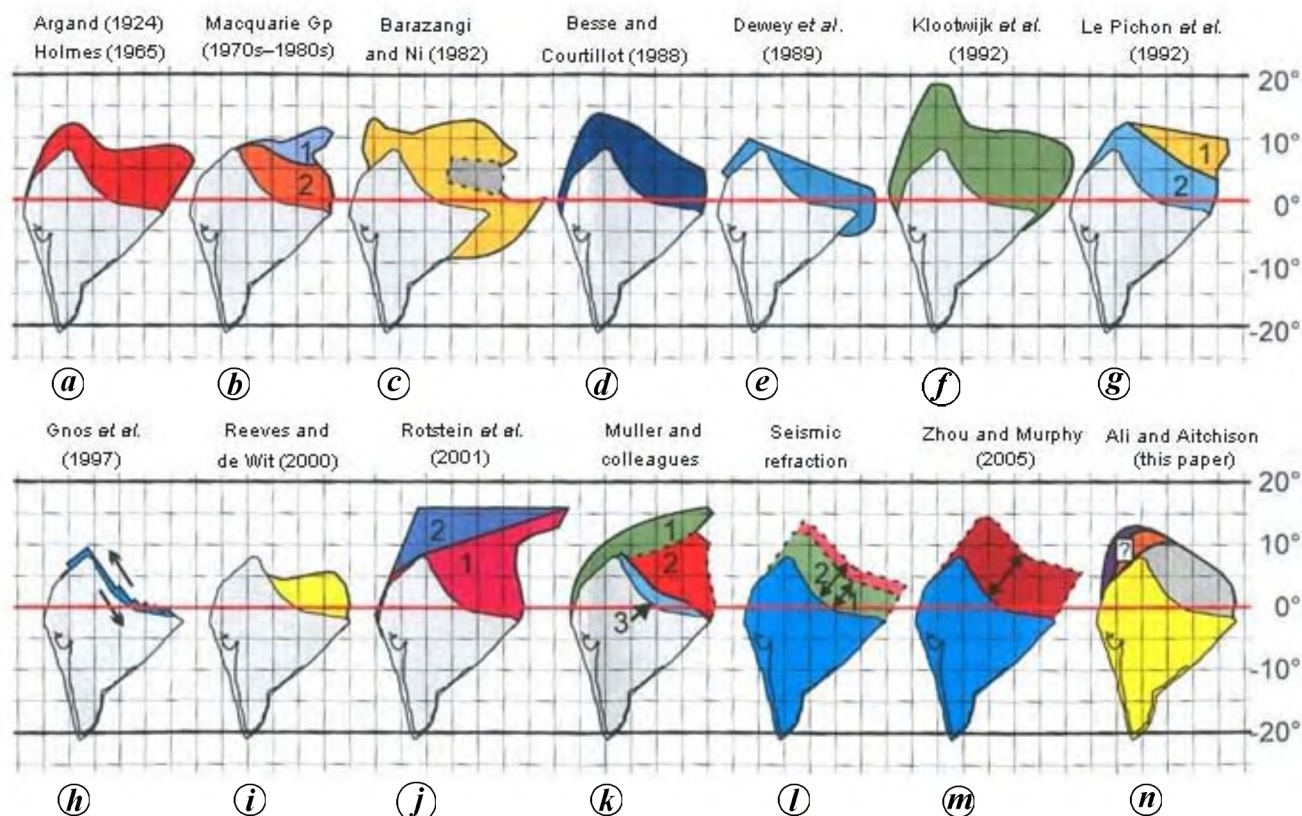 Argand (1924)
Holmes (1965)
Macquarie Gp
(1970s–1980s)
Barazangi
and Ni (1982)
Besse and
Courtillot (1988)
Dewey et al.
(1989)
Klootwijk et al.
(1992)
Le Pichon et al.
(1992)
20°
10°
0°
-10°
-20°
1
2
1
2
a
b
c
d
e
f
g
Gnos et al.
(1997)
Reeves and
de Wit (2000)
Rotstein et al.
(2001)
Muller and
colleagues
Seismic
refraction
Zhou and Murphy
(2005)
Ali and Aitchison
(this paper)
20°
10°
0°
-10°
-20°
2
1
1
2
3
2
1
?
h
i
j
k
l
m
n